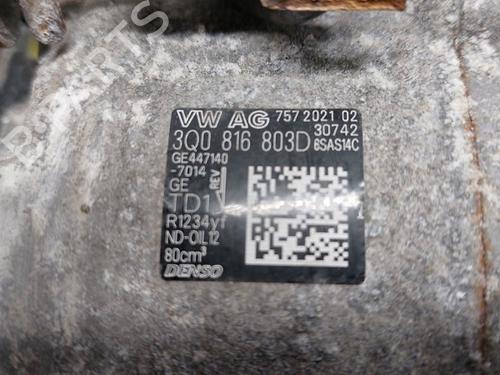 VW AG 757 2021 02
30742
3Q0 816 803D 6SAS14C
GE447140
-7014
GE
REV
TD1
R1234yf
ND-OIL12
80cm³
DENSO
B-PARTS